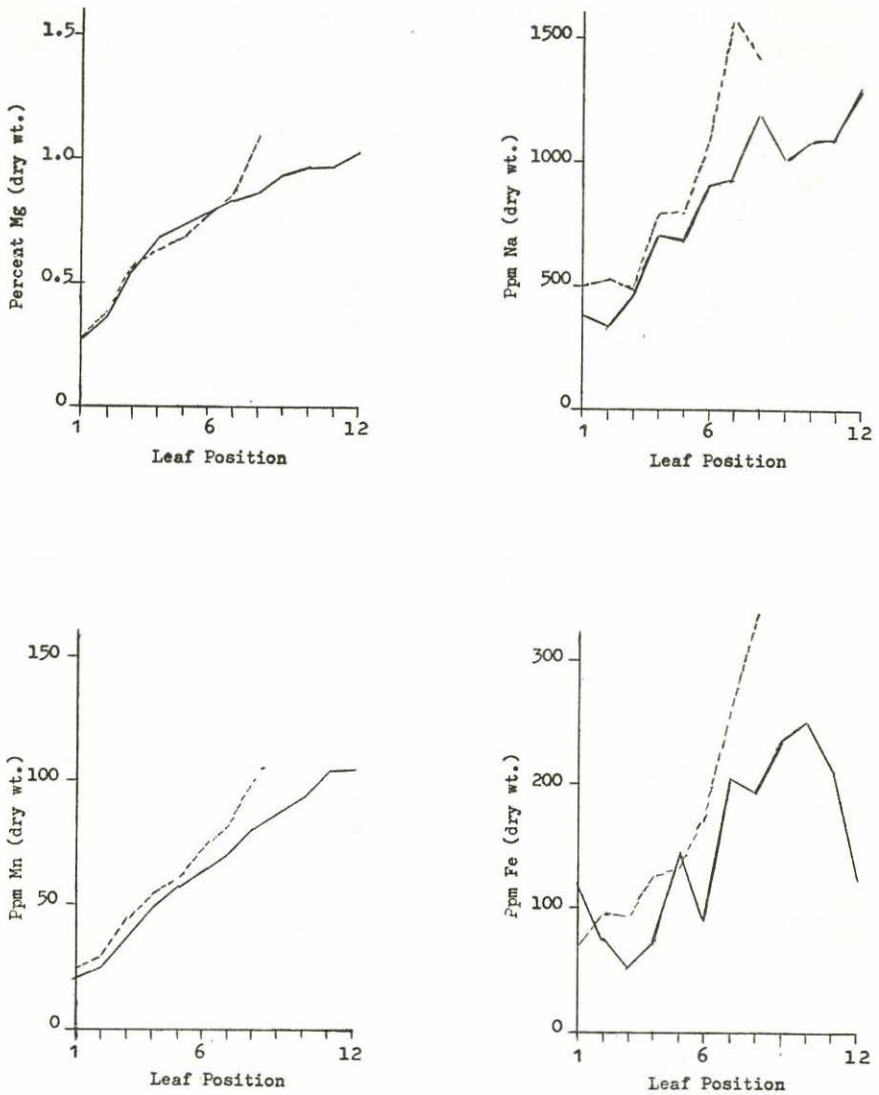 1.5
1.0
0.5
0
Percent Mg (dry wt.)
1 6 12
Leaf Position
1500
1000
500
0
Ppm Na (dry wt.)
1 6 12
Leaf Position
150
100
50
0
Ppm Mn (dry wt.)
1 6 12
Leaf Position
300
200
100
0
Ppm Fe (dry wt.)
1 6 12
Leaf Position